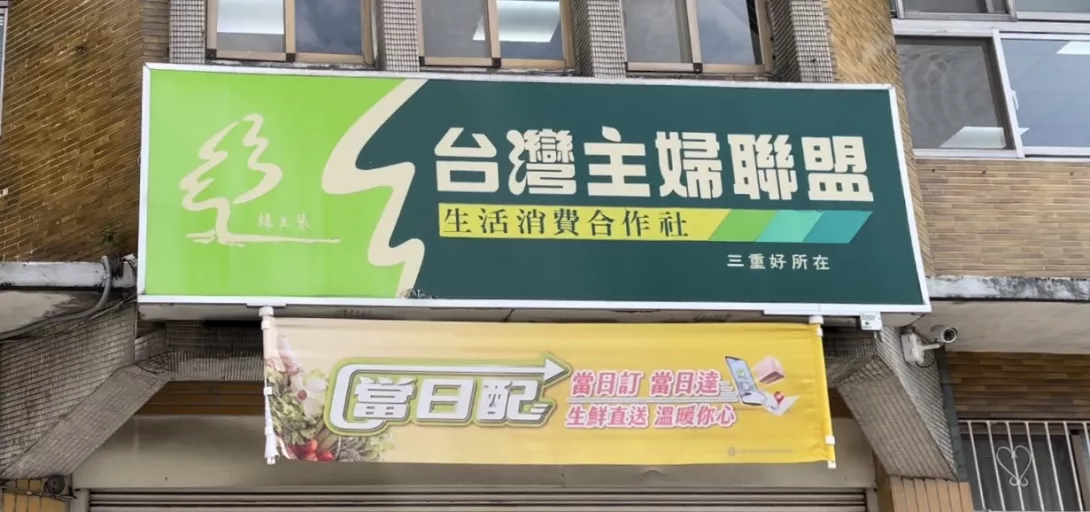 綠主張
台灣主婦聯盟
生活消費合作社
三重好所在
當日配
當日訂 當日達
生鮮直送 溫暖你心